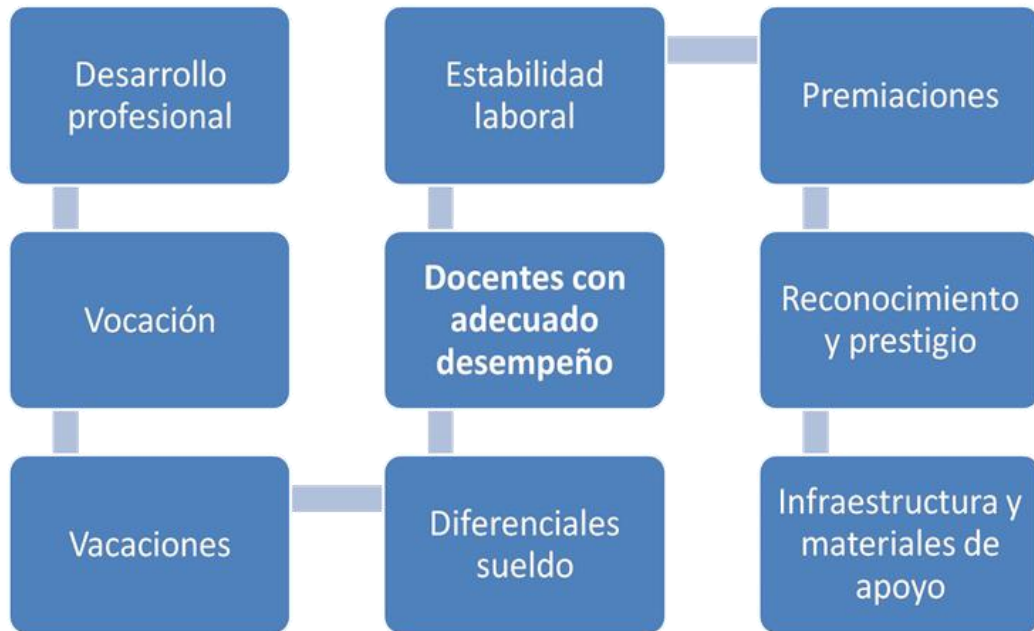 Desarrollo
profesional
Vocación
Vacaciones
Diferenciales
sueldo
Docentes con
adecuado
desempeño
Estabilidad
laboral
Premiaciones
Reconocimiento
y prestigio
Infraestructura y
materiales de
apoyo